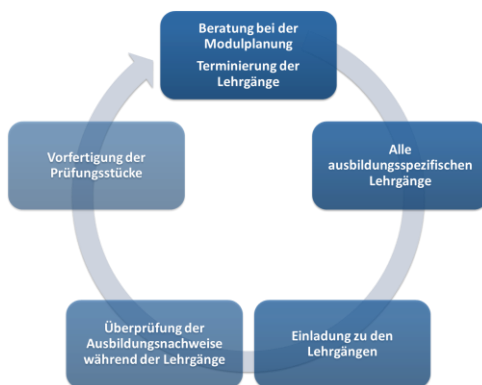 Beratung bei der
Modulplanung
Terminierung der
Lehrgänge
Alle
ausbildungsspezifischen
Lehrgänge
Einladung zu den
Lehrgängen
Überprüfung der
Ausbildungsnachweise
während der Lehrgänge
Vorfertigung der
Prüfungsstücke